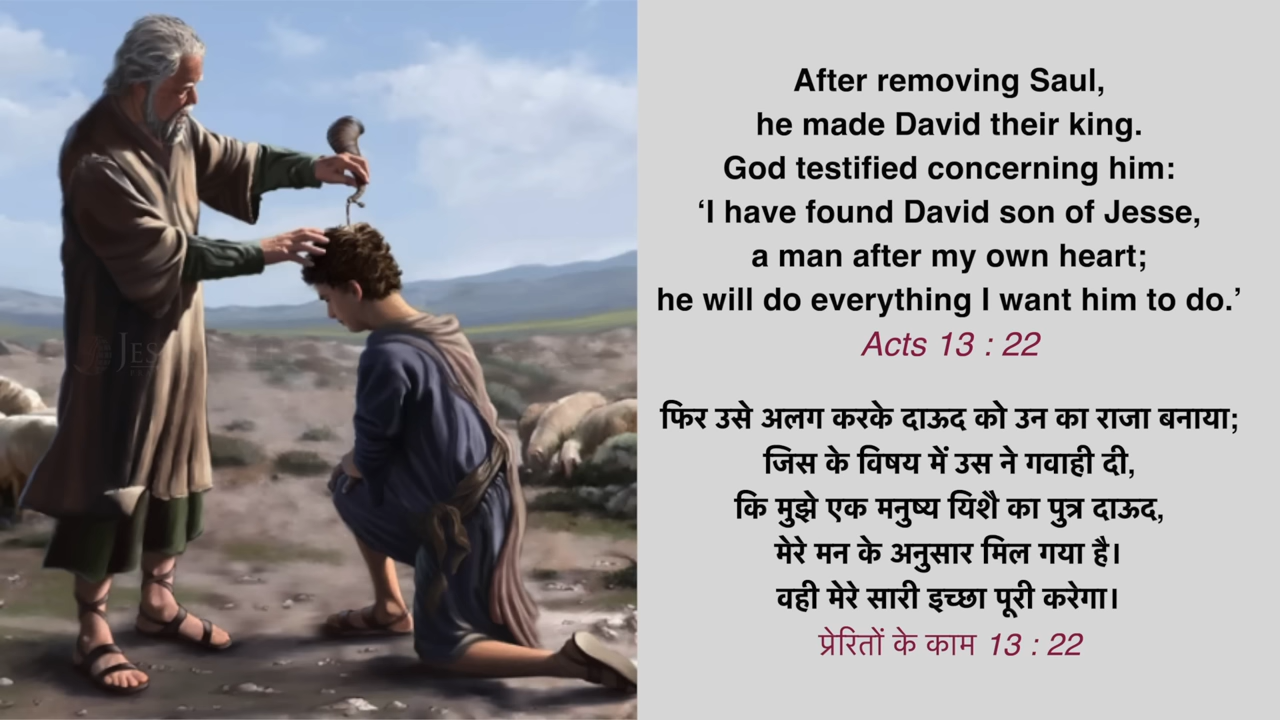 After removing Saul,
he made David their king.
God testified concerning him:
‘I have found David son of Jesse,
a man after my own heart;
he will do everything I want him to do.’
Acts 13 : 22
फिर उसे अलग करके दाऊद को उन का राजा बनाया;
जिस के विषय में उस ने गवाही दी,
कि मुझे एक मनुष्य यिशै का पुत्र दाऊद,
मेरे मन के अनुसार मिल गया है।
वही मेरे सारी इच्छा पूरी करेगा।
प्रेरितों के काम 13 : 22